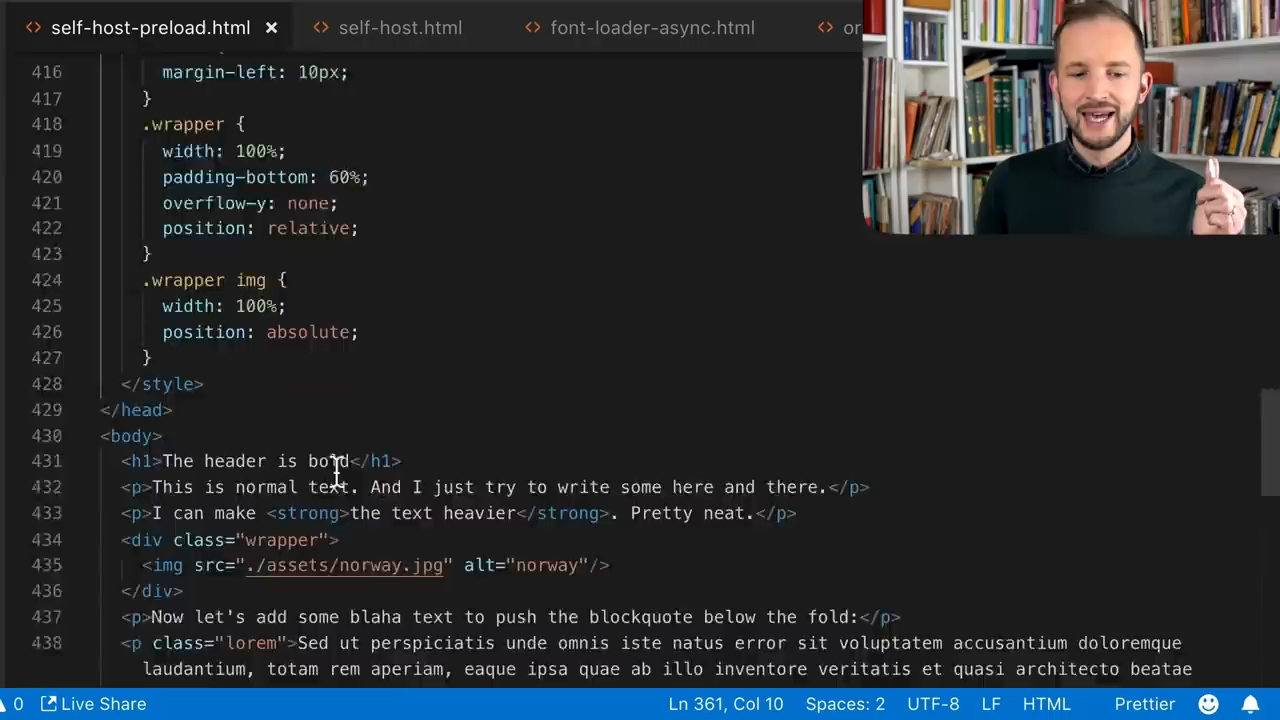 self-host-preload.html
self-host.html
font-loader-async.html
or
416 margin-left: 10px;
417 }
418 .wrapper {
419 width: 100%;
420 padding-bottom: 60%;
421 overflow-y: none;
422 position: relative;
423 }
424 .wrapper img {
425 width: 100%;
426 position: absolute;
427 }
428 </style>
429 </head>
430 <body>
431 <h1>The header is bold</h1>
432 <p>This is normal text. And I just try to write some here and there.</p>
433 <p>I can make <strong>the text heavier</strong>. Pretty neat.</p>
434 <div class="wrapper">
435 <img src="./assets/norway.jpg" alt="norway"/>
436 </div>
437 <p>Now let's add some blaha text to push the blockquote below the fold:</p>
438 <p class="lorem">Sed ut perspiciatis unde omnis iste natus error sit voluptatem accusantium doloremque
laudantium, totam rem aperiam, eaque ipsa quae ab illo inventore veritatis et quasi architecto beatae
0 Live Share Ln 361, Col 10 Spaces: 2 UTF-8 LF HTML Prettier